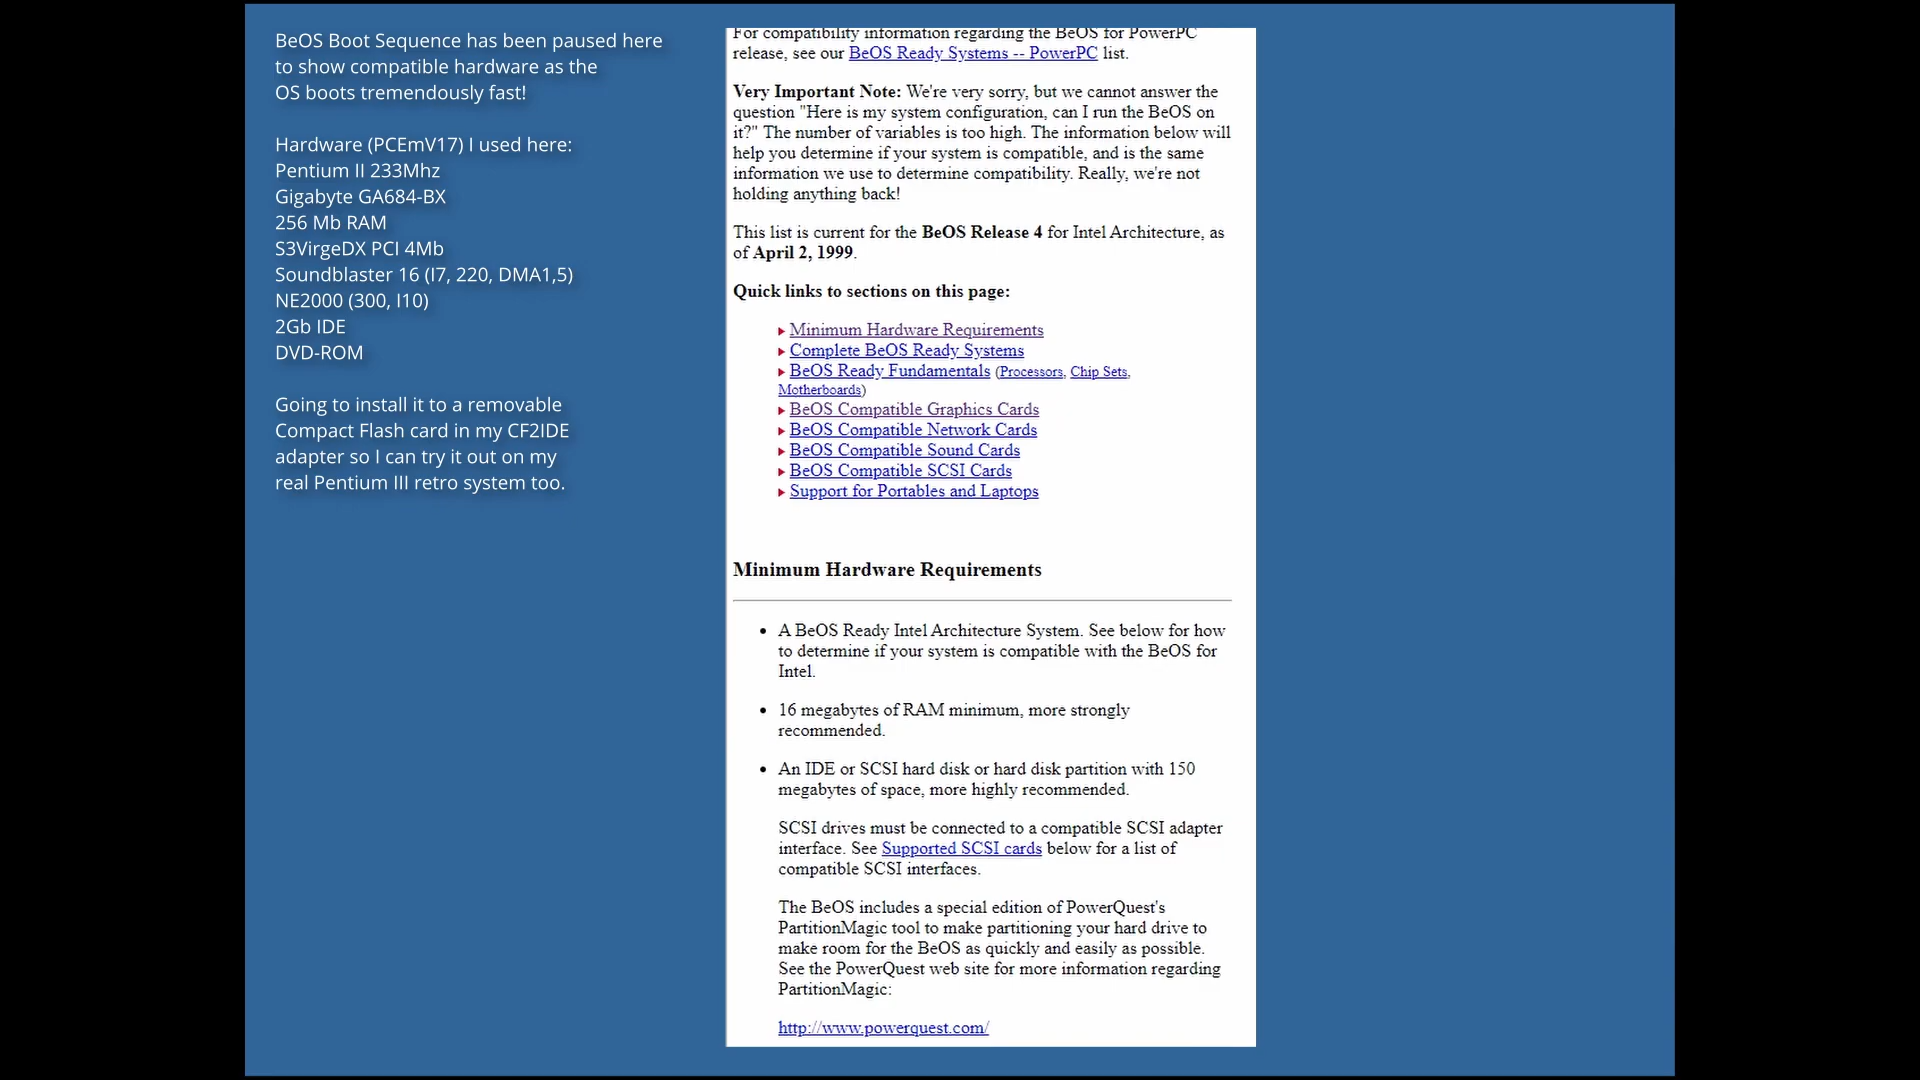 BeOS Boot Sequence has been paused here
to show compatible hardware as the
OS boots tremendously fast!
Hardware (PCEmV17) I used here:
Pentium II 233Mhz
Gigabyte GA684-BX
256 Mb RAM
S3VirgeDX PCI 4Mb
Soundblaster 16 (I7, 220, DMA1,5)
NE2000 (300, I10)
2Gb IDE
DVD-ROM
Going to install it to a removable
Compact Flash card in my CF2IDE
adapter so I can try it out on my
real Pentium III retro system too.
For compatibility information regarding the BeOS for PowerPC
release, see our BeOS Ready Systems -- PowerPC list.
Very Important Note: We're very sorry, but we cannot answer the
question "Here is my system configuration, can I run the BeOS on
it?" The number of variables is too high. The information below will
help you determine if your system is compatible, and is the same
information we use to determine compatibility. Really, we're not
holding anything back!
This list is current for the BeOS Release 4 for Intel Architecture, as
of April 2, 1999.
Quick links to sections on this page:
Minimum Hardware Requirements
Complete BeOS Ready Systems
BeOS Ready Fundamentals (Processors, Chip Sets,
Motherboards)
BeOS Compatible Graphics Cards
BeOS Compatible Network Cards
BeOS Compatible Sound Cards
BeOS Compatible SCSI Cards
Support for Portables and Laptops
Minimum Hardware Requirements
• A BeOS Ready Intel Architecture System. See below for how
to determine if your system is compatible with the BeOS for
Intel.
• 16 megabytes of RAM minimum, more strongly
recommended.
• An IDE or SCSI hard disk or hard disk partition with 150
megabytes of space, more highly recommended.
SCSI drives must be connected to a compatible SCSI adapter
interface. See Supported SCSI cards below for a list of
compatible SCSI interfaces.
The BeOS includes a special edition of PowerQuest's
PartitionMagic tool to make partitioning your hard drive to
make room for the BeOS as quickly and easily as possible.
See the PowerQuest web site for more information regarding
PartitionMagic:
http://www.powerquest.com/